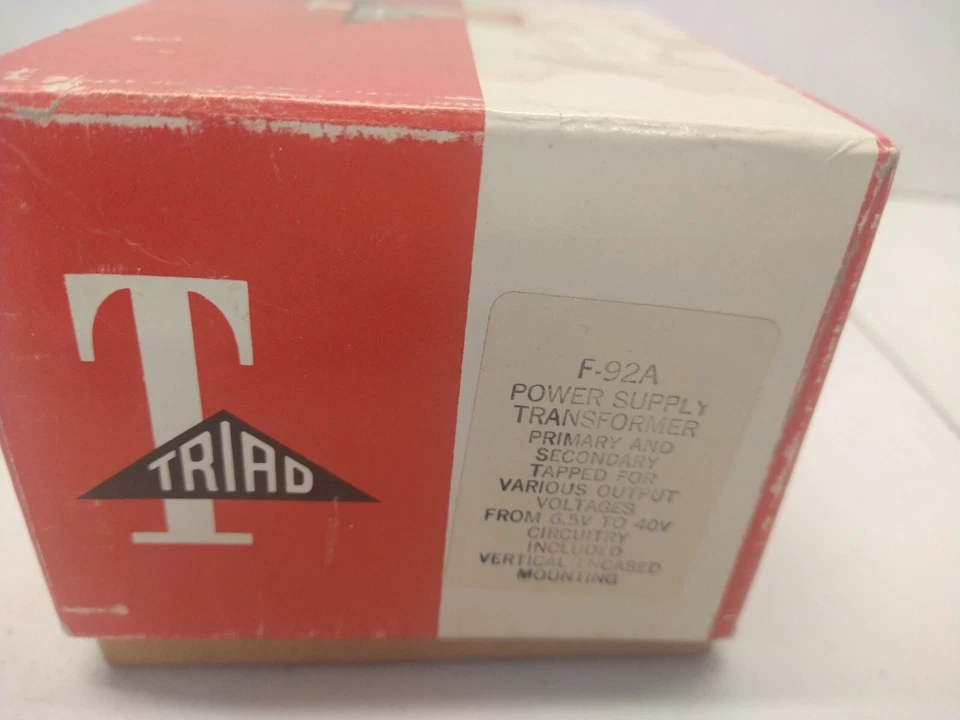 T
TRIAD
F-92A
POWER SUPPLY
TRANSFORMER
PRIMARY AND
SECONDARY
TAPPED FOR
VARIOUS OUTPUT
VOLTAGES
FROM 6.5V TO 40V
CIRCUITRY
INCLUDED
VERTICAL ENCASED
MOUNTING